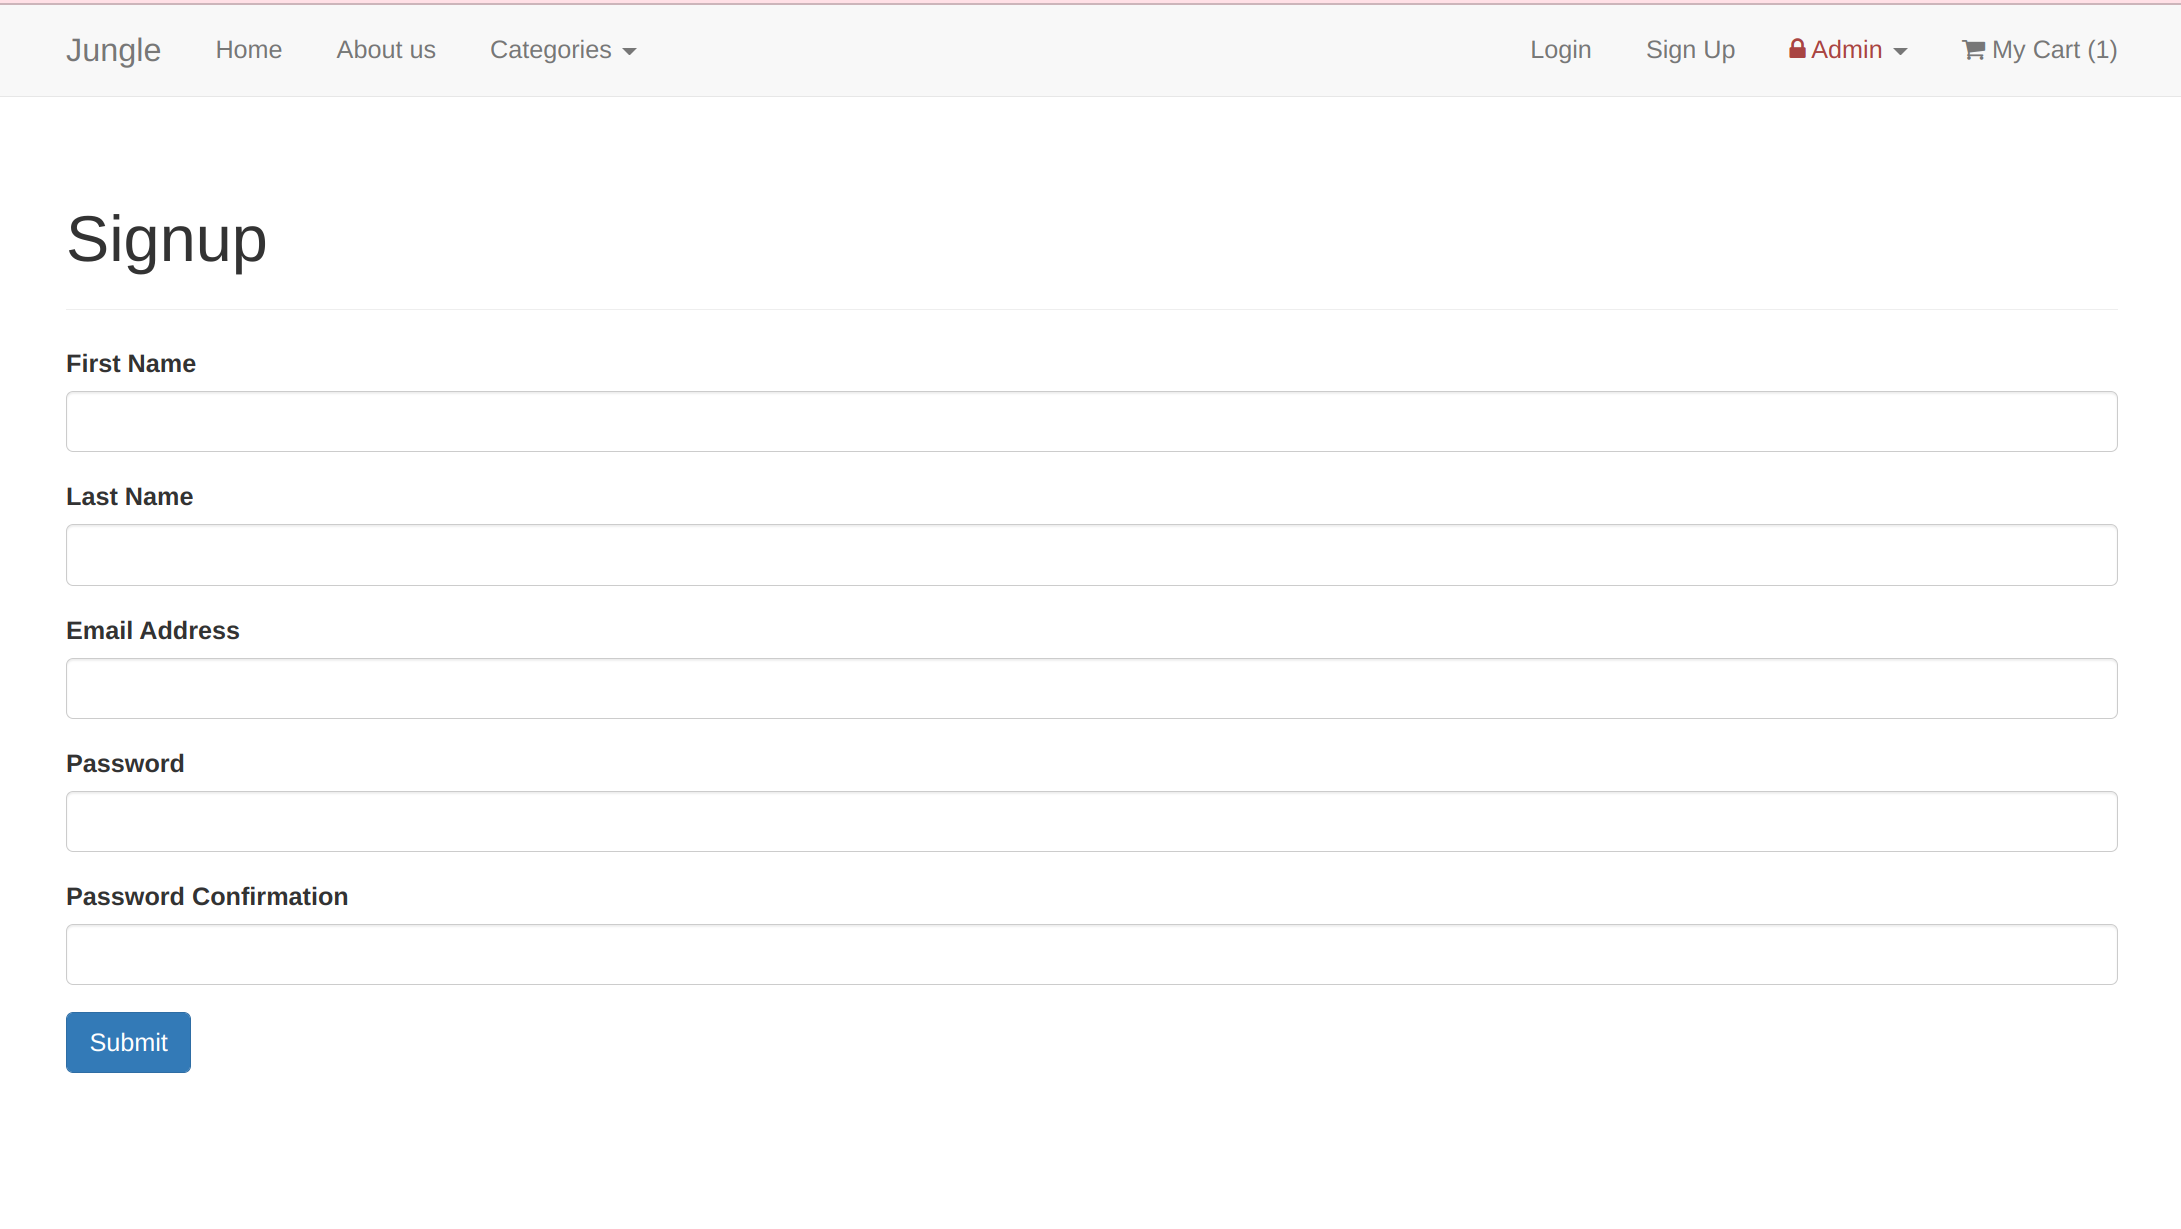 Jungle Home About us Categories Login Sign Up Admin My Cart (1)
Signup
First Name
Last Name
Email Address
Password
Password Confirmation
Submit